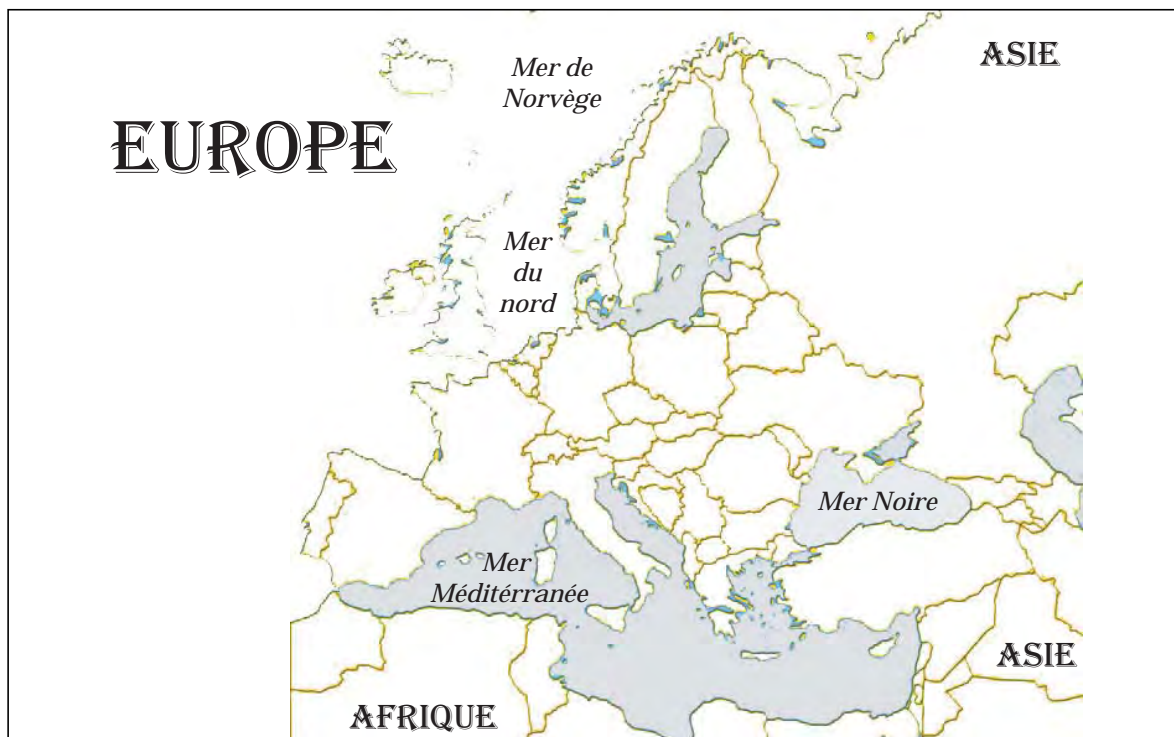 ASIE
Mer de
Norvège
EUROPE
Mer
du
nord
Mer Noire
Mer
Méditérranée
ASIE
AFRIQUE